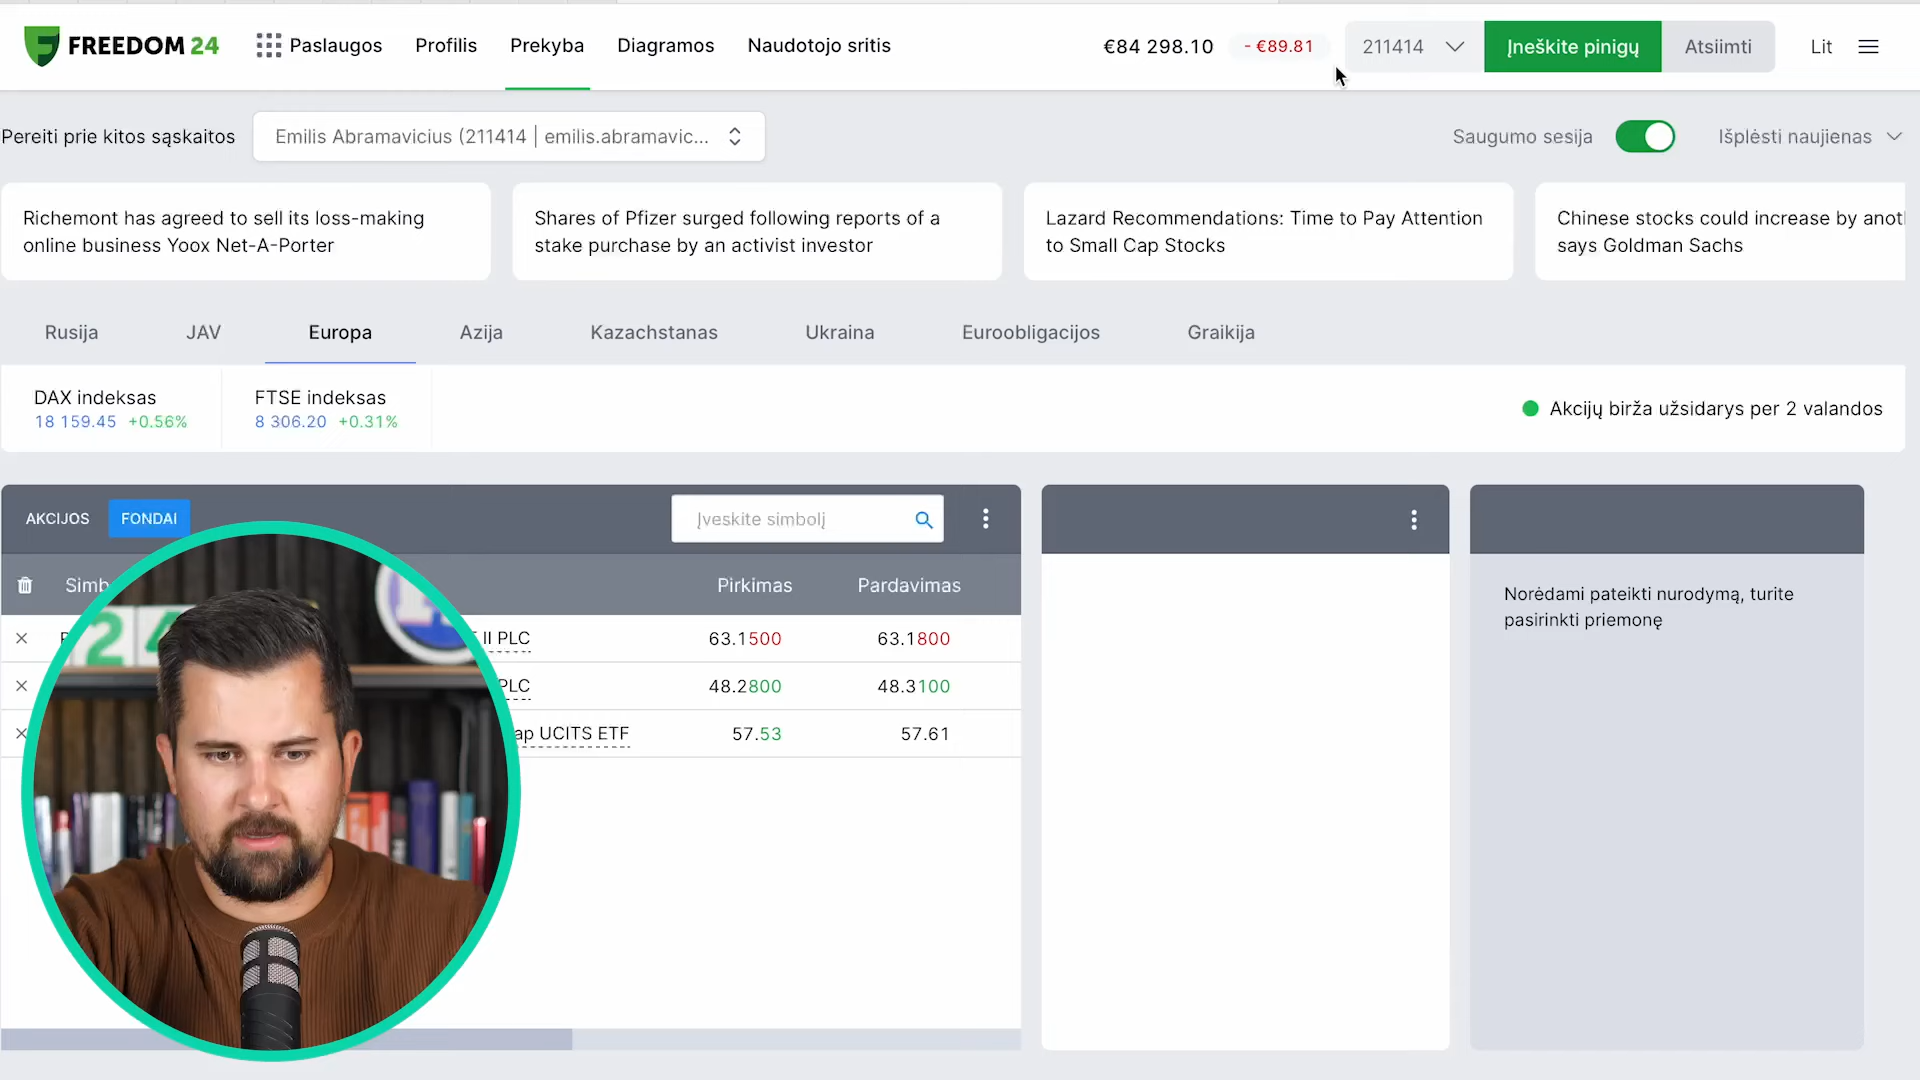 FREEDOM 24
Paslaugos
Profilis
Prekyba
Diagramos
Naudotojo sritis
€84 298.10
- €89.81
211414
Įneškite pinigų
Atsiimti
Lit
Pereiti prie kitos sąskaitos
Emilis Abramavicius (211414 | emilis.abramavic...
Saugumo sesija
Išplėsti naujienas
Richemont has agreed to sell its loss-making
online business Yoox Net-A-Porter
Shares of Pfizer surged following reports of a
stake purchase by an activist investor
Lazard Recommendations: Time to Pay Attention
to Small Cap Stocks
Chinese stocks could increase by
says Goldman Sachs
Rusija
JAV
Europa
Azija
Kazachstanas
Ukraina
Euroobligacijos
Graikija
DAX indeksas
18 159.45 +0.56%
FTSE indeksas
8 306.20 +0.31%
Akcijų birža užsidarys per 2 valandos
AKCIJOS
FONDAI
Įveskite simbolį
Pirkimas
Pardavimas
II PLC
63.1500
63.1800
PLC
48.2800
48.3100
UCITS ETF
57.53
57.61
Norėdami pateikti nurodymą, turite
pasirinkti priemonę
24